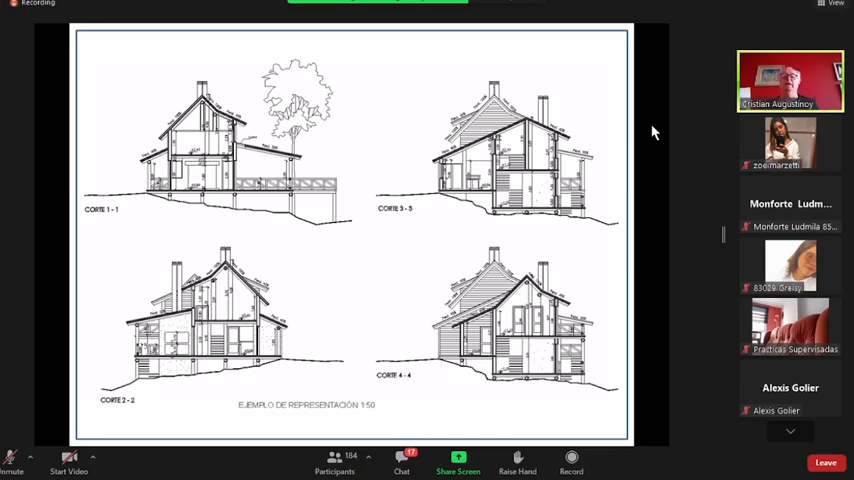 Recording
View
CORTE 1 - 1
CORTE 3 - 3
CORTE 2 - 2
CORTE 4 - 4
EJEMPLO DE REPRESENTACIÓN 1:50
Cristian Augustinoy
zoelmarzetti
Monforte Ludm...
Monforte Ludmila 85...
83029 Greisy
Practicas Supervisadas
Alexis Golier
Alexis Golier
Unmute
Start Video
184
Participants
17
Chat
Share Screen
Raise Hand
Record
Leave